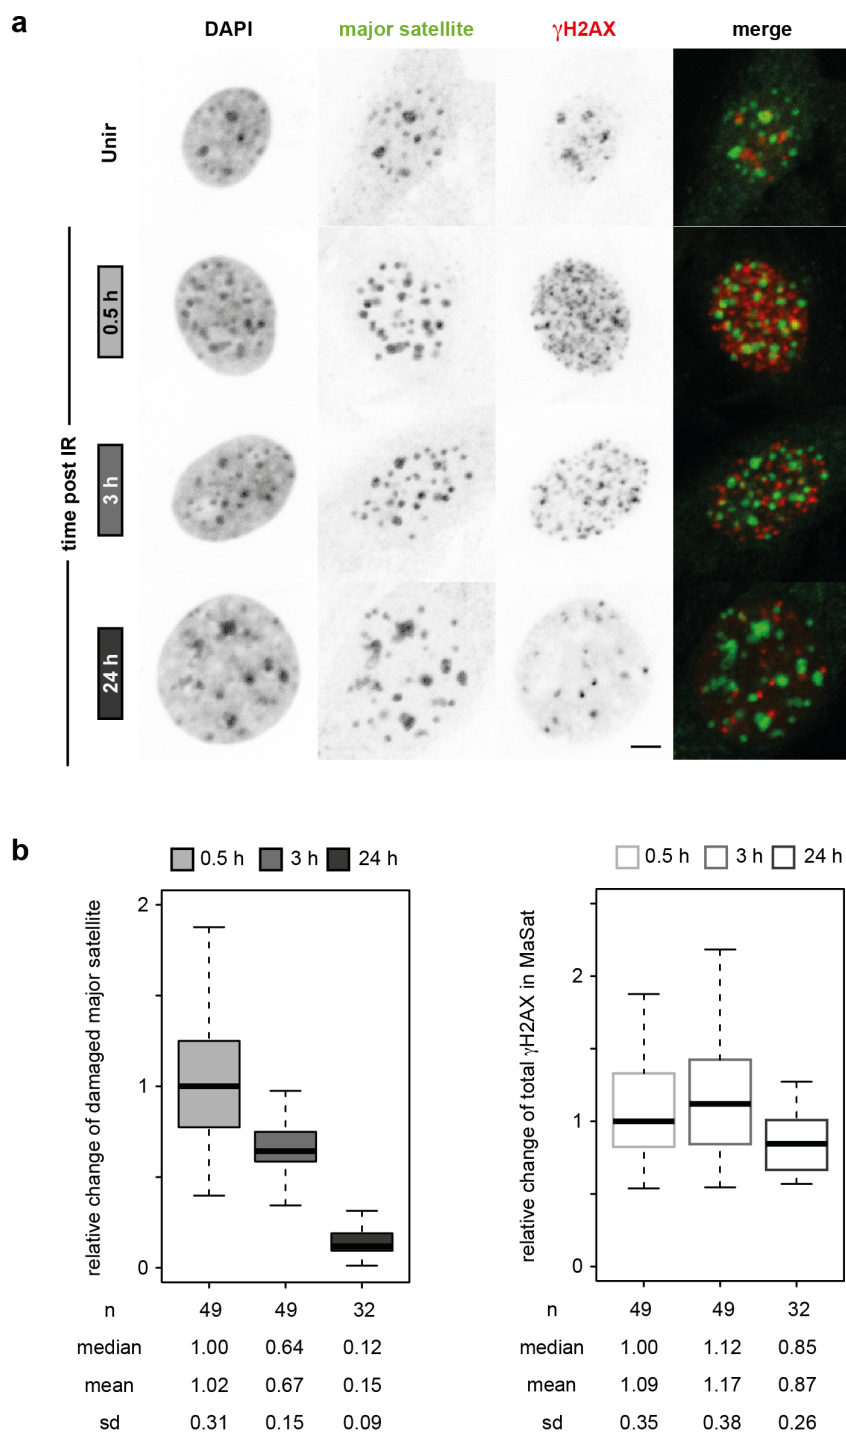 a
DAPI major satellite γH2AX merge
Unir
time post IR
0.5 h
3 h
24 h
b
0.5 h 3 h 24 h
relative change of damaged major satellite
2
1
0
n 49 49 32
median 1.00 0.64 0.12
mean 1.02 0.67 0.15
sd 0.31 0.15 0.09
0.5 h 3 h 24 h
relative change of total γH2AX in MaSat
2
1
0
n 49 49 32
median 1.00 1.12 0.85
mean 1.09 1.17 0.87
sd 0.35 0.38 0.26